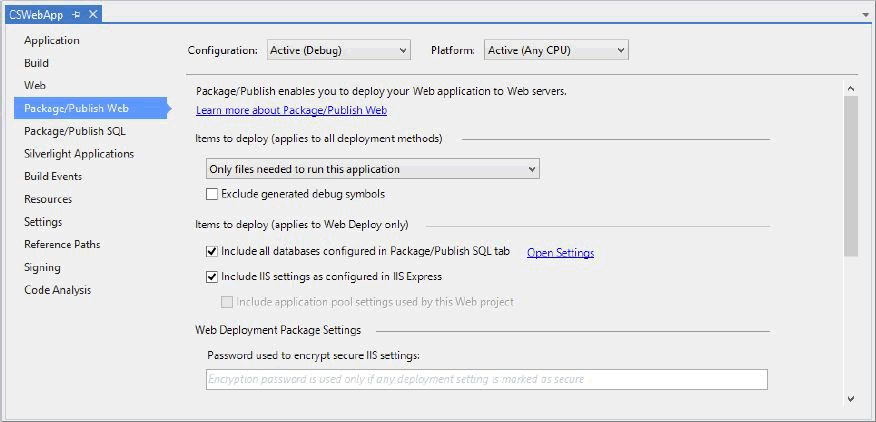 CSWebApp
Application
Build
Web
Package/Publish Web
Package/Publish SQL
Silverlight Applications
Build Events
Resources
Settings
Reference Paths
Signing
Code Analysis
Configuration: Active (Debug) Platform: Active (Any CPU)
Package/Publish enables you to deploy your Web application to Web servers.
Learn more about Package/Publish Web
Items to deploy (applies to all deployment methods)
Only files needed to run this application
Exclude generated debug symbols
Items to deploy (applies to Web Deploy only)
Include all databases configured in Package/Publish SQL tab Open Settings
Include IIS settings as configured in IIS Express
Include application pool settings used by this Web project
Web Deployment Package Settings
Password used to encrypt secure IIS settings:
Encryption password is used only if any deployment setting is marked as secure